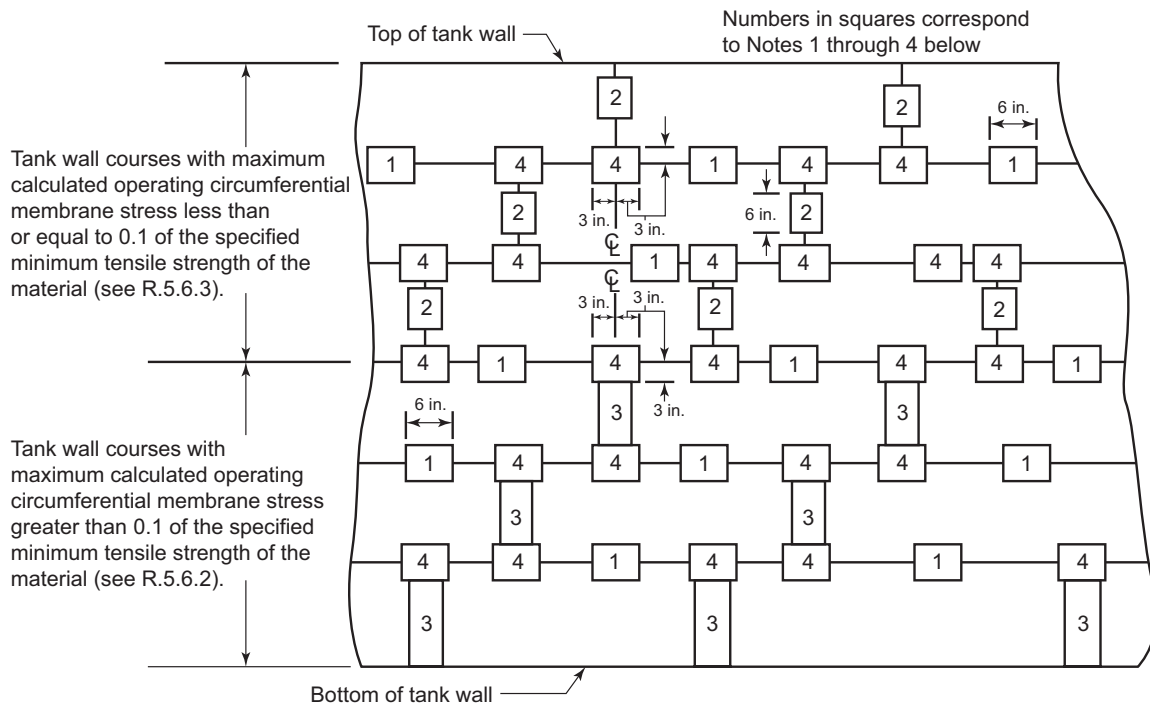 Top of tank wall
Numbers in squares correspond
to Notes 1 through 4 below
2 2
6 in.
1 4 4 1 4 4 1
Tank wall courses with maximum
calculated operating circumferential
membrane stress less than
or equal to 0.1 of the specified
minimum tensile strength of the
material (see R.5.6.3).
2 3 in. 3 in. 6 in. 2
℄
4 4 1 4 4 4 4
℄
3 in. 3 in.
2 2 2
4 1 4 4 1 4 4 1
3 in.
6 in.
3 3
Tank wall courses with
maximum calculated operating
circumferential membrane stress
greater than 0.1 of the specified
minimum tensile strength of the
material (see R.5.6.2).
1 4 4 1 4 4 1
3 3
4 4 1 4 4 1 4
3 3 3
Bottom of tank wall